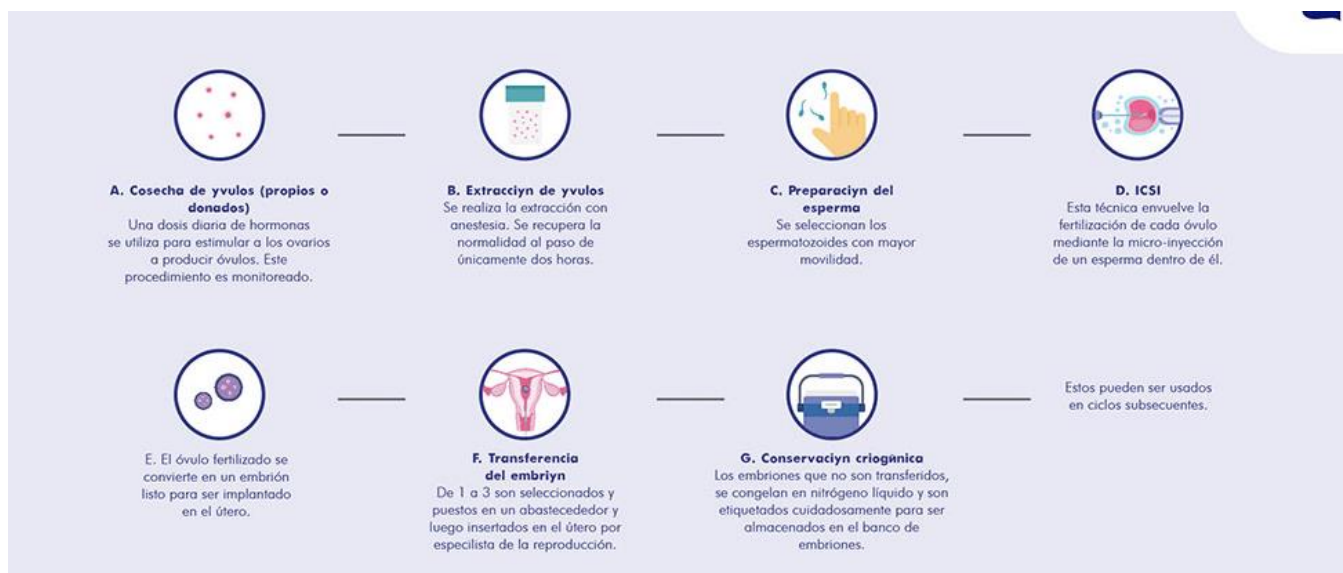 A. Cosecha de yvulos (propios o
donados)
Una dosis diaria de hormonas
se utiliza para estimular a los ovarios
a producir óvulos. Este
procedimiento es monitoreado.
B. Extracciyn de yvulos
Se realiza la extracción con
anestesia. Se recupera la
normalidad al paso de
únicamente dos horas.
C. Preparaciyn del
esperma
Se seleccionan los
espermatozoides con mayor
movilidad.
D. ICSI
Esta técnica envuelve la
fertilización de cada óvulo
mediante la micro-inyección
de un esperma dentro de él.
E. El óvulo fertilizado se
convierte en un embrión
listo para ser implantado
en el útero.
F. Transferencia
del embriyn
De 1 a 3 son seleccionados y
puestos en un abastecededor y
luego insertados en el útero por
especilista de la reproducción.
G. Conservaciyn criogŭnica
Los embriones que no son transferidos,
se congelan en nitrógeno líquido y son
etiquetados cuidadosamente para ser
almacenados en el banco de
embriones.
Estos pueden ser usados
en ciclos subsecuentes.